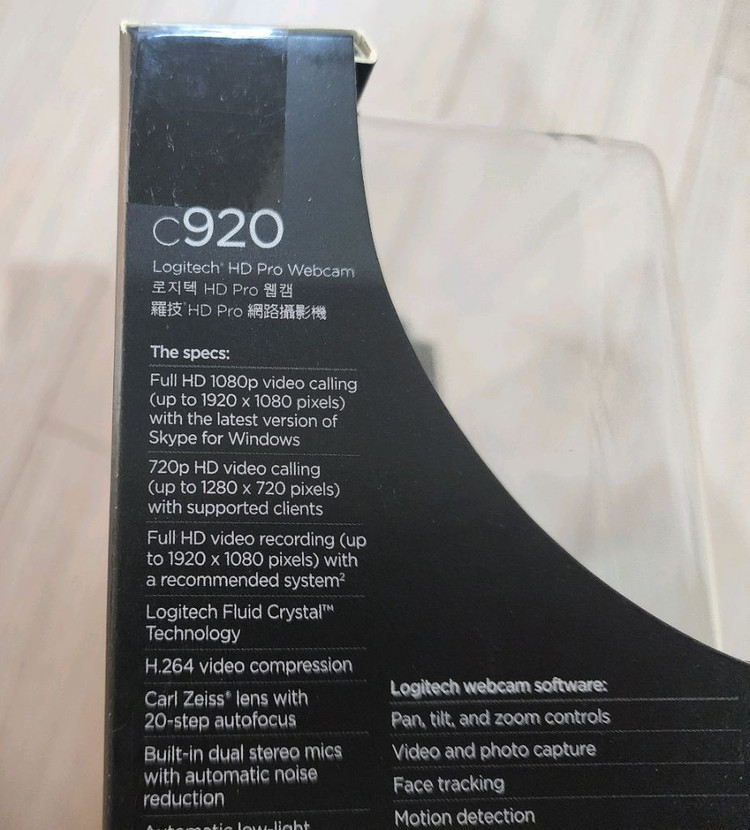 C920
Logitech® HD Pro Webcam
로지텍 HD Pro 웹캠
羅技®HD Pro 網路攝影機
The specs:
Full HD 1080p video calling
(up to 1920 x 1080 pixels)
with the latest version of
Skype for Windows
720p HD video calling
(up to 1280 x 720 pixels)
with supported clients
Full HD video recording (up
to 1920 x 1080 pixels) with
a recommended system²
Logitech Fluid Crystal™
Technology
H.264 video compression
Carl Zeiss® lens with
20-step autofocus
Built-in dual stereo mics
with automatic noise
reduction
Automatic low-light
Logitech webcam software:
Pan, tilt, and zoom controls
Video and photo capture
Face tracking
Motion detection